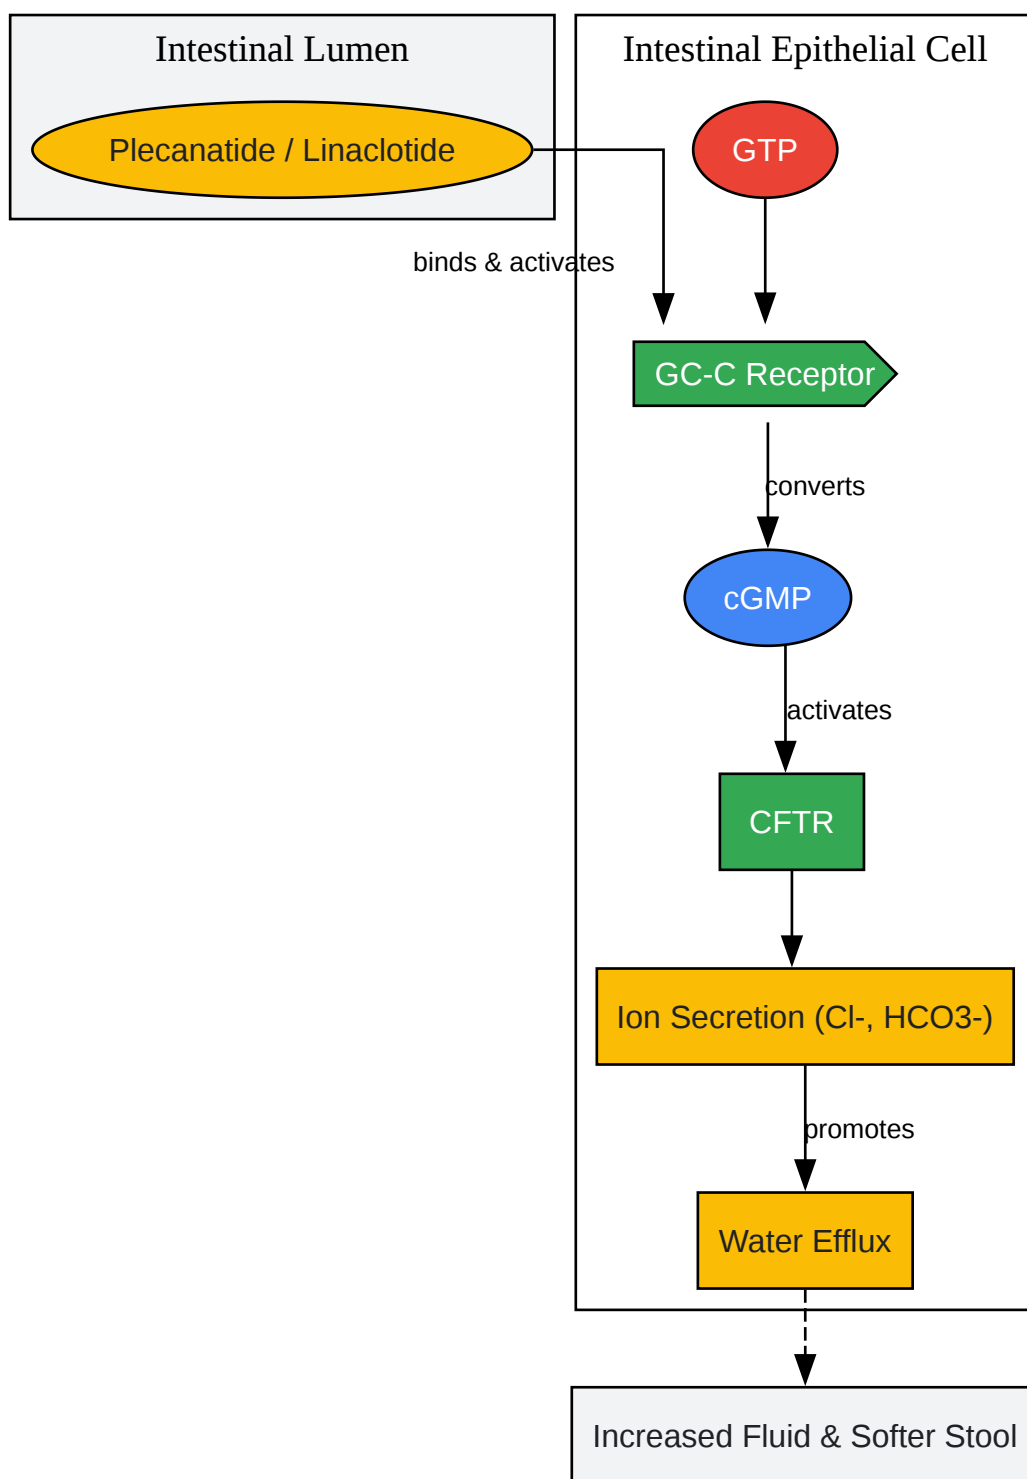 Intestinal Lumen
Intestinal Epithelial Cell
Plecanatide / Linaclotide
GTP
binds & activates
GC-C Receptor
converts
cGMP
activates
CFTR
Ion Secretion (Cl-, HCO3-)
promotes
Water Efflux
Increased Fluid & Softer Stool